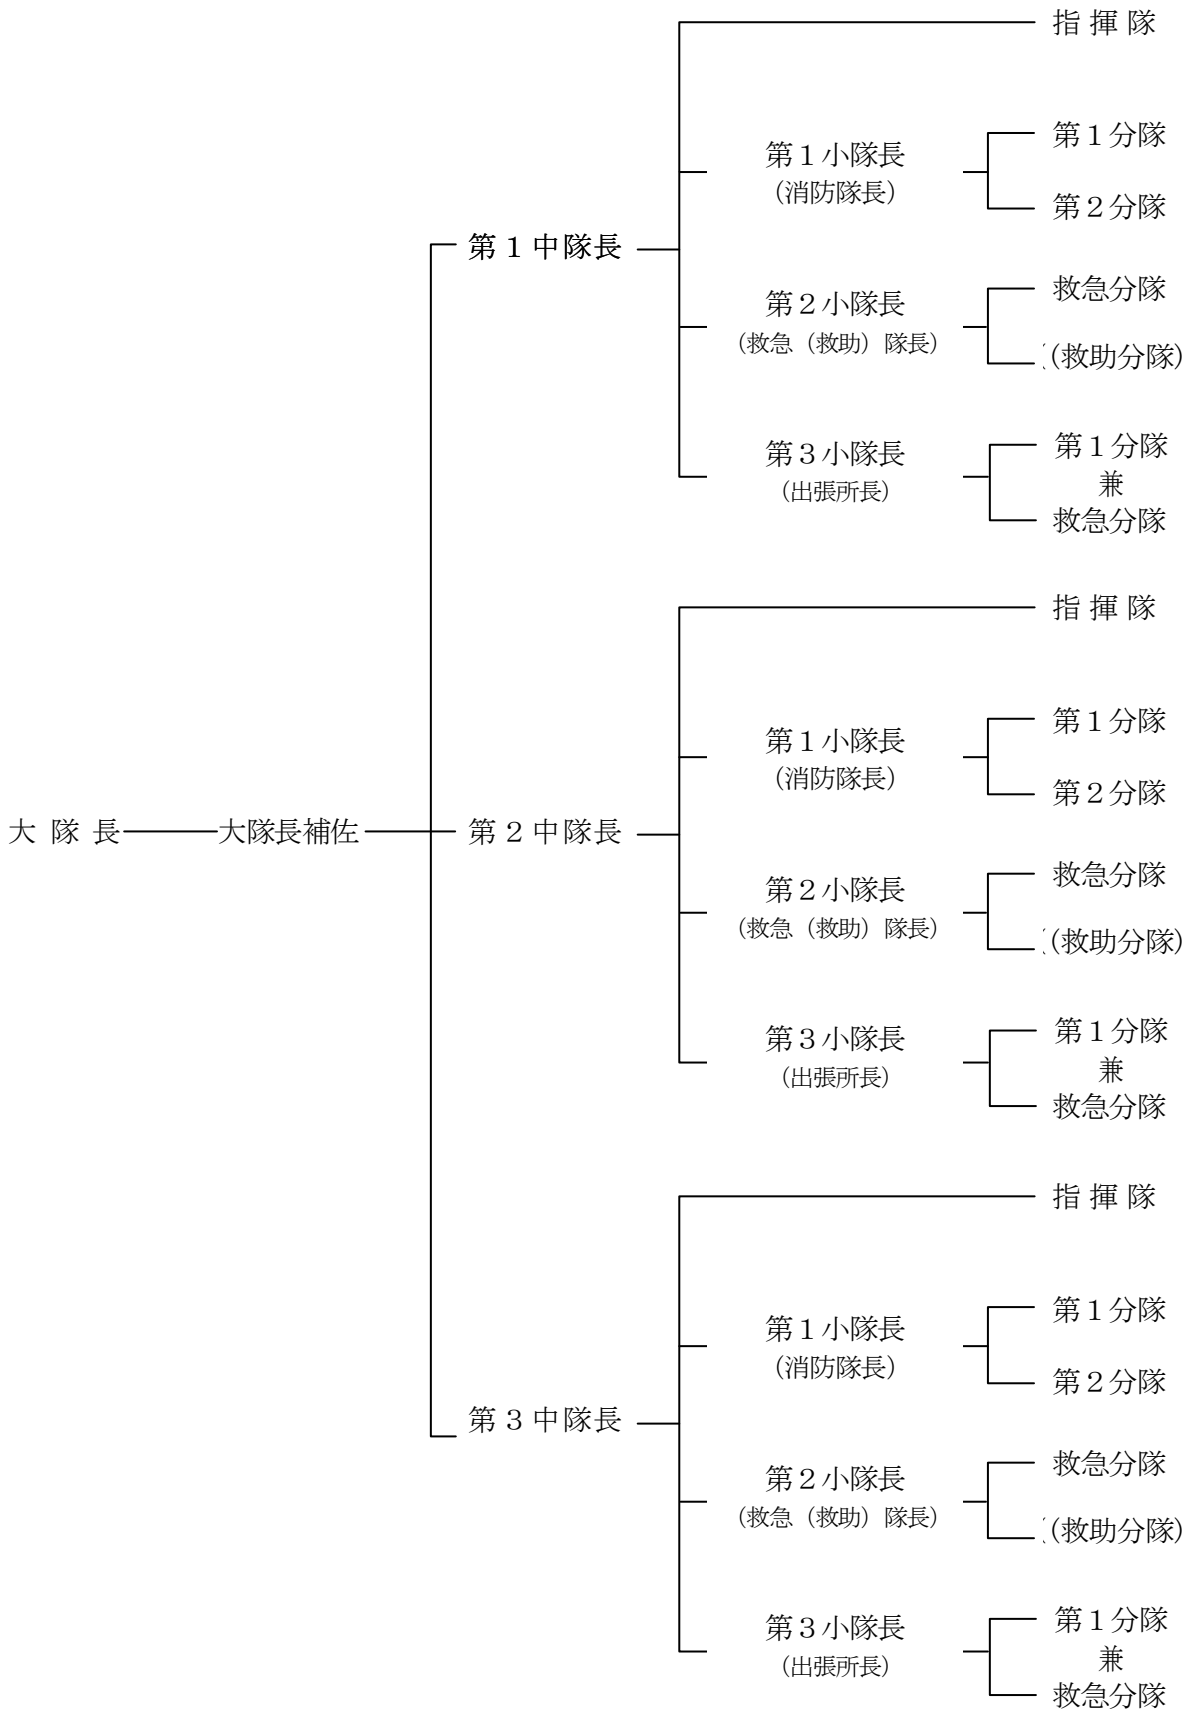 指 揮 隊
第１小隊長
(消防隊長)
第１分隊
第２分隊
第１中隊長
第２小隊長
(救急（救助）隊長)
救急分隊
((救助分隊)
第３小隊長
(出張所長)
第１分隊
兼
救急分隊
指 揮 隊
第１小隊長
(消防隊長)
第１分隊
第２分隊
大 隊 長
大隊長補佐
第２中隊長
第２小隊長
(救急（救助）隊長)
救急分隊
((救助分隊)
第３小隊長
(出張所長)
第１分隊
兼
救急分隊
指 揮 隊
第１小隊長
(消防隊長)
第１分隊
第２分隊
第３中隊長
第２小隊長
(救急（救助）隊長)
救急分隊
((救助分隊)
第３小隊長
(出張所長)
第１分隊
兼
救急分隊